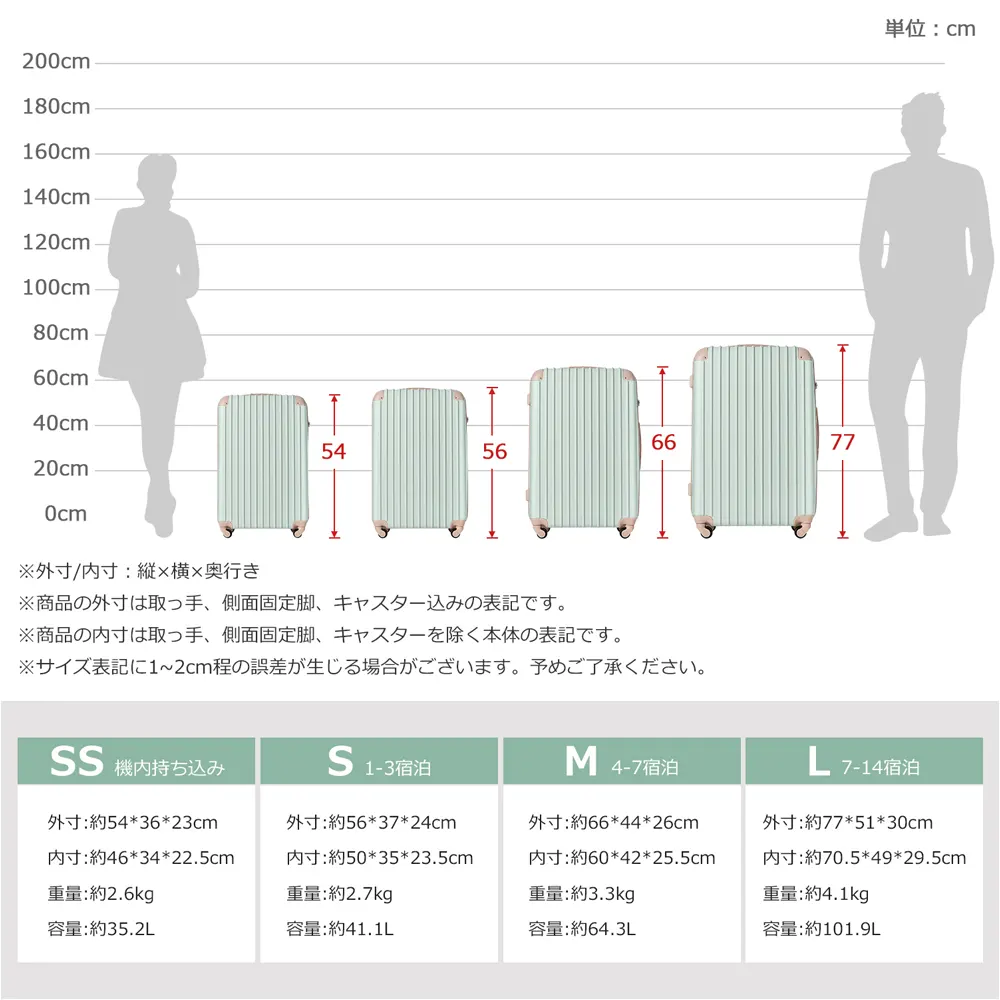 単位：cm
200cm
180cm
160cm
140cm
120cm
100cm
80cm
60cm
40cm
20cm
0cm
54
56
66
77
※外寸/内寸：縦×横×奥行き
※商品の外寸は取っ手、側面固定脚、キャスター込みの表記です。
※商品の内寸は取っ手、側面固定脚、キャスターを除く本体の表記です。
※サイズ表記に1~2cm程の誤差が生じる場合がございます。予めご了承ください。
SS 機内持ち込み
外寸:約54*36*23cm
内寸:約46*34*22.5cm
重量:約2.6kg
容量:約35.2L
S 1-3宿泊
外寸:約56*37*24cm
内寸:約50*35*23.5cm
重量:約2.7kg
容量:約41.1L
M 4-7宿泊
外寸:約66*44*26cm
内寸:約60*42*25.5cm
重量:約3.3kg
容量:約64.3L
L 7-14宿泊
外寸:約77*51*30cm
内寸:約70.5*49*29.5cm
重量:約4.1kg
容量:約101.9L